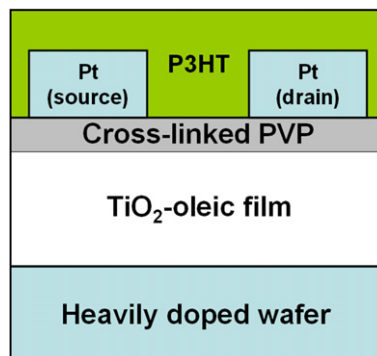 Pt
(source)
P3HT
Pt
(drain)
Cross-linked PVP
TiO₂-oleic film
Heavily doped wafer